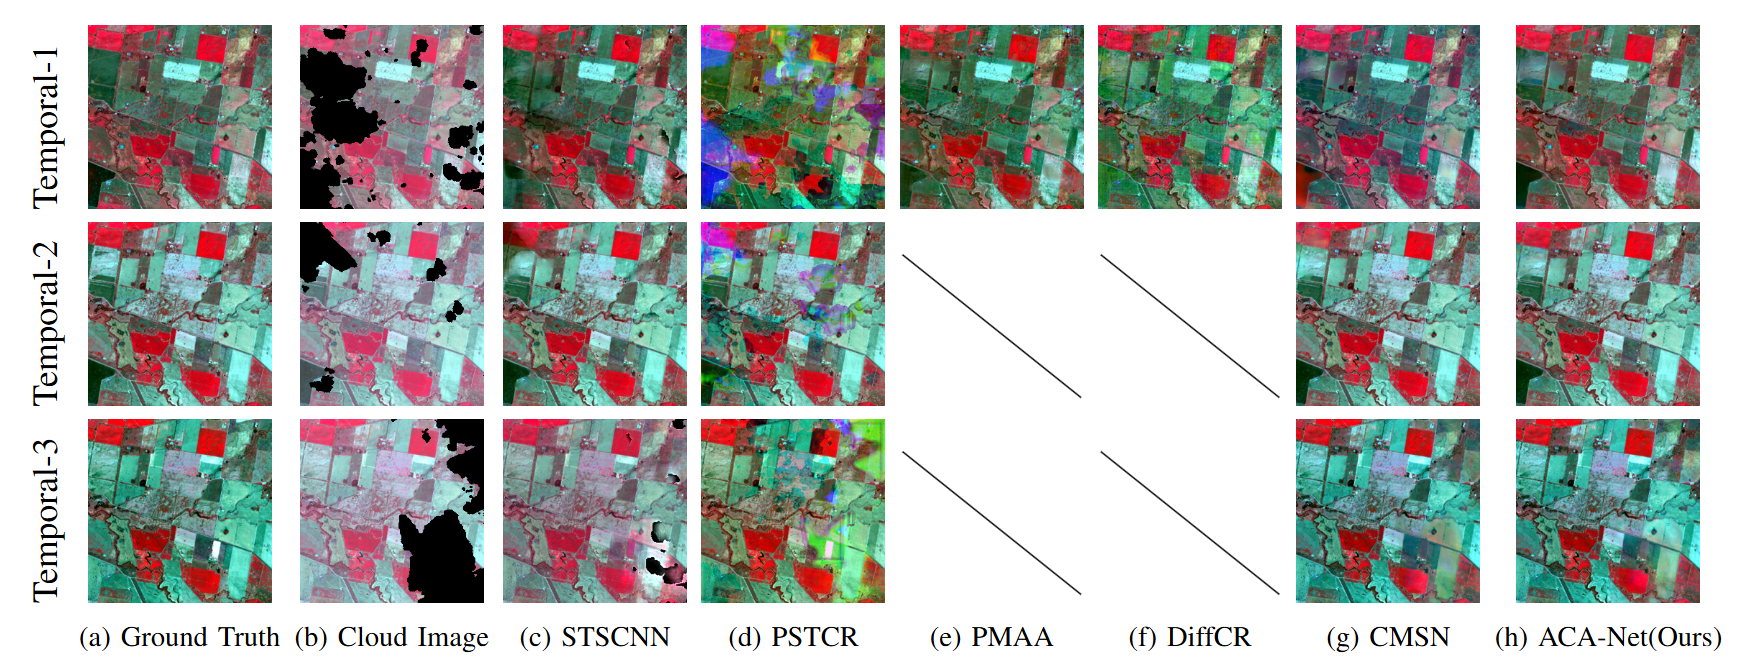 Temporal-1
Temporal-2
Temporal-3
(a) Ground Truth (b) Cloud Image (c) STSCNN (d) PSTCR (e) PMAA (f) DiffCR (g) CMSN (h) ACA-Net(Ours)